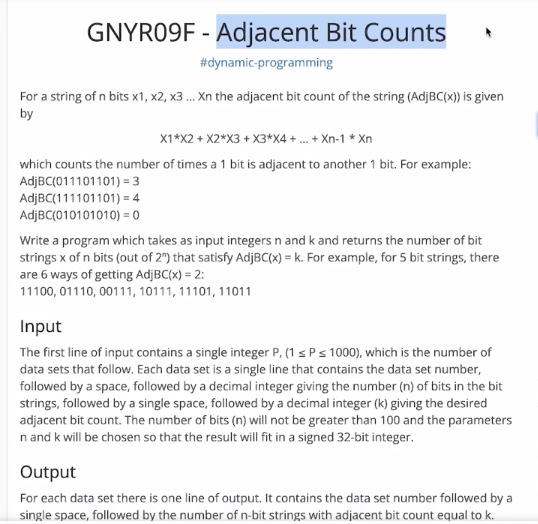 GNYR09F - Adjacent Bit Counts
#dynamic-programming
For a string of n bits x1, x2, x3 ... Xn the adjacent bit count of the string (AdjBC(x)) is given
by
X1*X2 + X2*X3 + X3*X4 + ... + Xn-1 * Xn
which counts the number of times a 1 bit is adjacent to another 1 bit. For example:
AdjBC(011101101) = 3
AdjBC(111101101) = 4
AdjBC(010101010) = 0
Write a program which takes as input integers n and k and returns the number of bit
strings x of n bits (out of 2ⁿ) that satisfy AdjBC(x) = k. For example, for 5 bit strings, there
are 6 ways of getting AdjBC(x) = 2:
11100, 01110, 00111, 10111, 11101, 11011
Input
The first line of input contains a single integer P, (1 ≤ P ≤ 1000), which is the number of
data sets that follow. Each data set is a single line that contains the data set number,
followed by a space, followed by a decimal integer giving the number (n) of bits in the bit
strings, followed by a single space, followed by a decimal integer (k) giving the desired
adjacent bit count. The number of bits (n) will not be greater than 100 and the parameters
n and k will be chosen so that the result will fit in a signed 32-bit integer.
Output
For each data set there is one line of output. It contains the data set number followed by a
single space, followed by the number of n-bit strings with adjacent bit count equal to k.